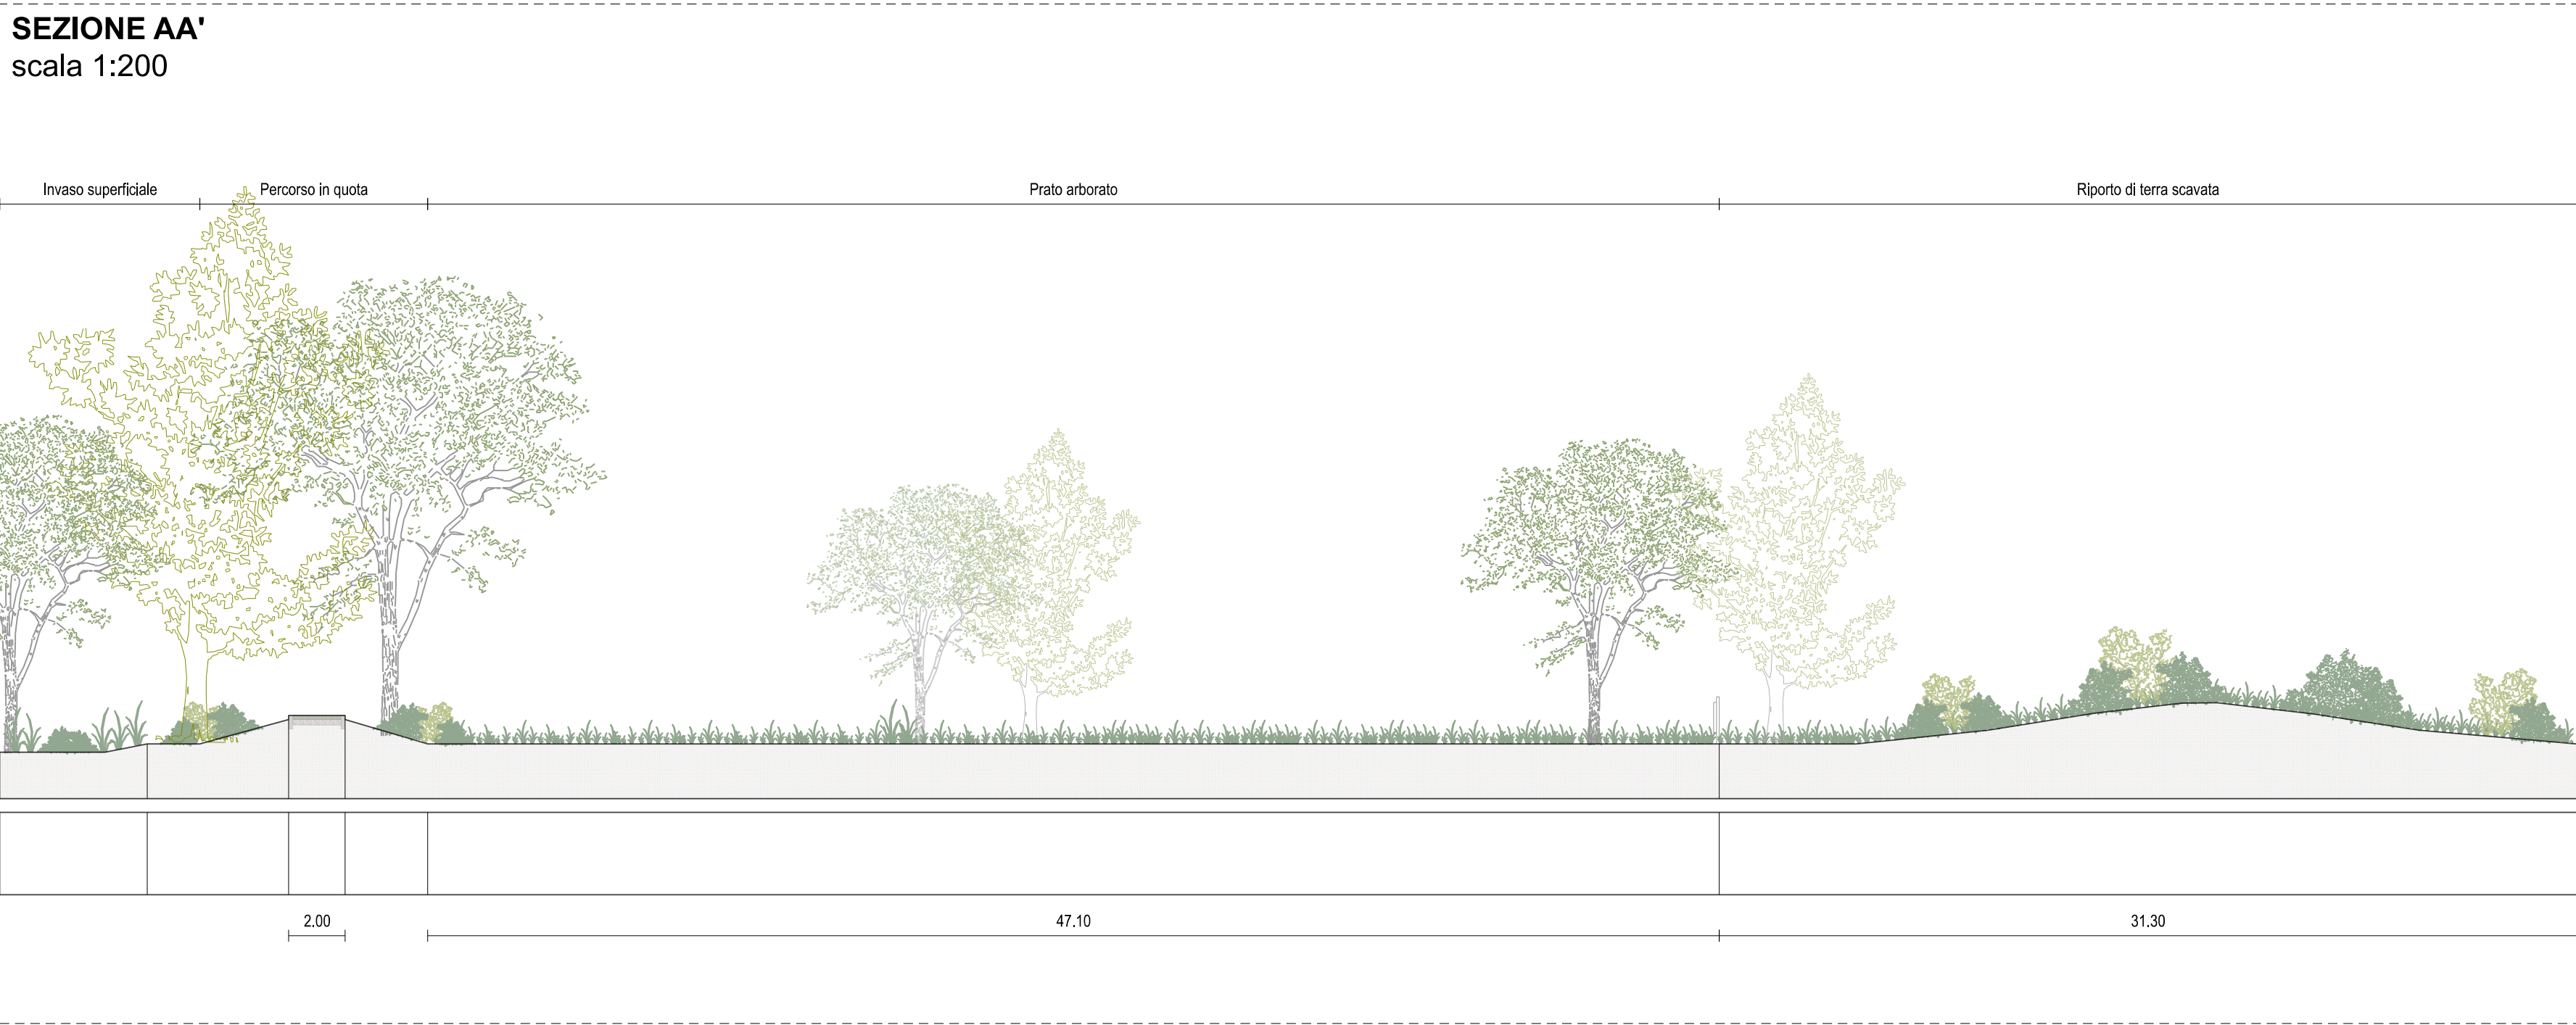 SEZIONE AA'
scala 1:200
Invaso superficiale
Percorso in quota
Prato arborato
Riporto di terra scavata
2.00
47.10
31.30